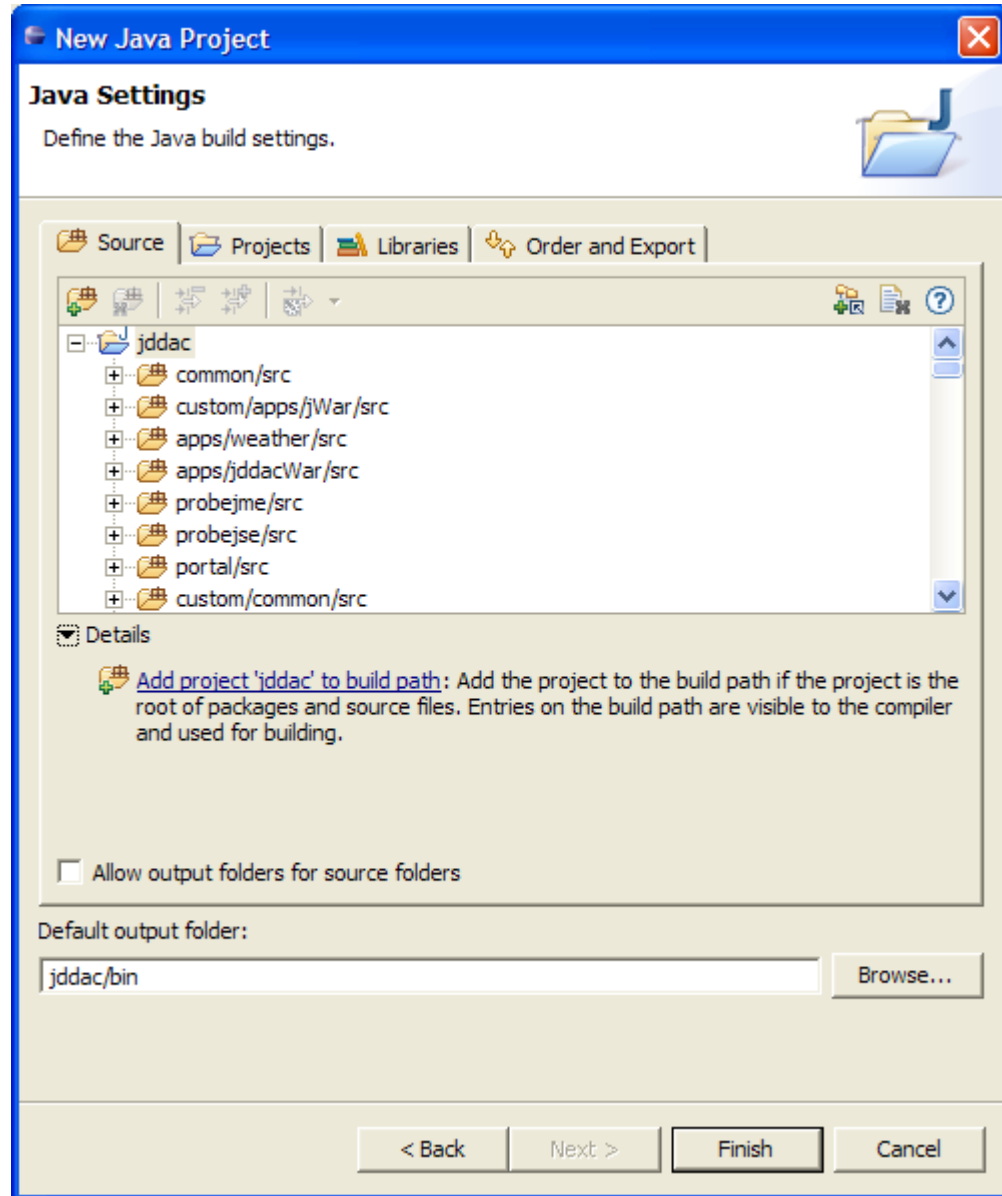 New Java Project
Java Settings
Define the Java build settings.
Source Projects Libraries Order and Export
jddac
common/src
custom/apps/jWar/src
apps/weather/src
apps/jddacWar/src
probejme/src
probejse/src
portal/src
custom/common/src
Details
Add project 'jddac' to build path: Add the project to the build path if the project is the
root of packages and source files. Entries on the build path are visible to the compiler
and used for building.
Allow output folders for source folders
Default output folder:
jddac/bin Browse...
< Back Next > Finish Cancel